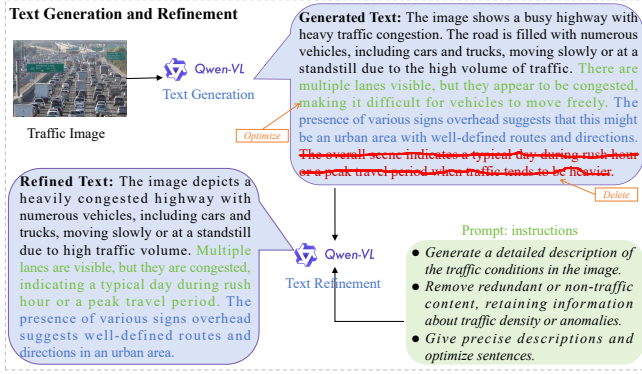 Text Generation and Refinement
Generated Text: The image shows a busy highway with
heavy traffic congestion. The road is filled with numerous
vehicles, including cars and trucks, moving slowly or at a
standstill due to the high volume of traffic. There are
multiple lanes visible, but they appear to be congested,
making it difficult for vehicles to move freely. The
presence of various signs overhead suggests that this might
be an urban area with well-defined routes and directions.
The overall scene indicates a typical day during rush hour
or a peak travel period when traffic tends to be heavier.
Qwen-VL
Text Generation
Traffic Image
Optimize
Delete
Refined Text: The image depicts a
heavily congested highway with
numerous vehicles, including cars and
trucks, moving slowly or at a standstill
due to high traffic volume. Multiple
lanes are visible, but they are congested,
indicating a typical day during rush
hour or a peak travel period. The
presence of various signs overhead
suggests well-defined routes and
directions in an urban area.
Qwen-VL
Text Refinement
Prompt: instructions
● Generate a detailed description
of the traffic conditions in the image.
● Remove redundant or non-traffic
content, retaining information
about traffic density or anomalies.
● Give precise descriptions and
optimize sentences.